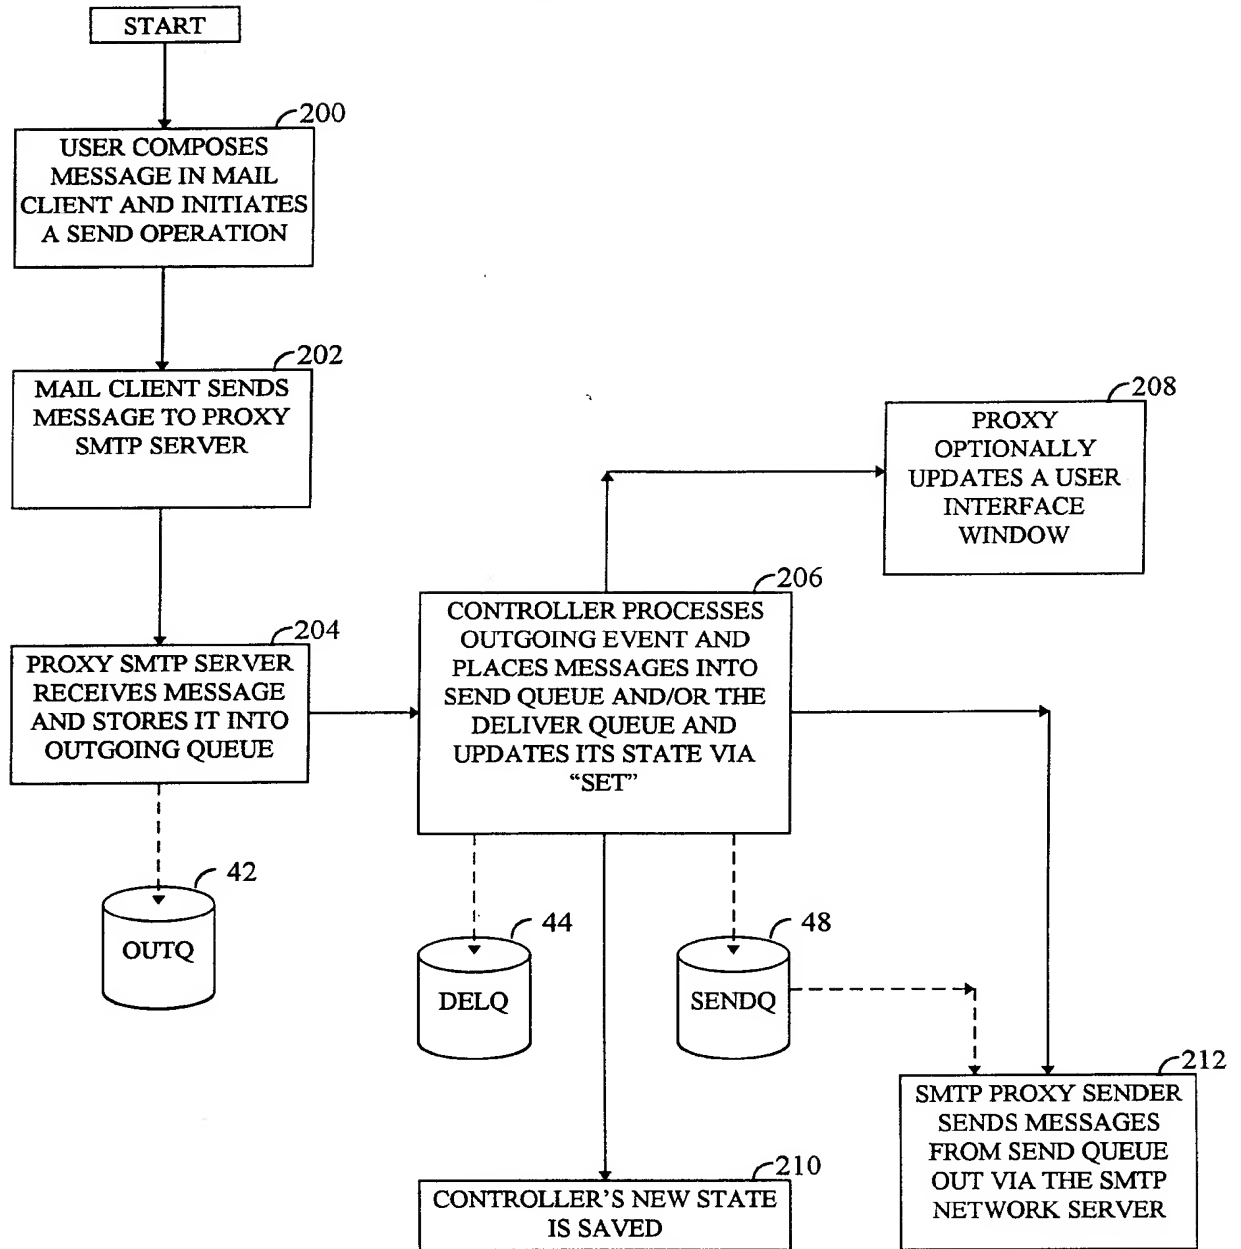 START
200
USER COMPOSES
MESSAGE IN MAIL
CLIENT AND INITIATES
A SEND OPERATION
202
MAIL CLIENT SENDS
MESSAGE TO PROXY
SMTP SERVER
208
PROXY
OPTIONALLY
UPDATES A USER
INTERFACE
WINDOW
204
PROXY SMTP SERVER
RECEIVES MESSAGE
AND STORES IT INTO
OUTGOING QUEUE
206
CONTROLLER PROCESSES
OUTGOING EVENT AND
PLACES MESSAGES INTO
SEND QUEUE AND/OR THE
DELIVER QUEUE AND
UPDATES ITS STATE VIA
“SET”
42
OUTQ
44
DELQ
48
SENDQ
212
SMTP PROXY SENDER
SENDS MESSAGES
FROM SEND QUEUE
OUT VIA THE SMTP
NETWORK SERVER
210
CONTROLLER’S NEW STATE
IS SAVED